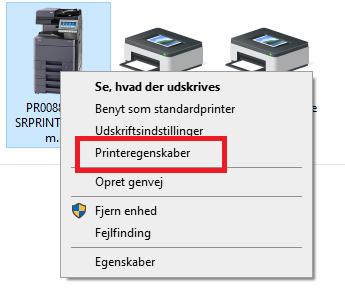 PR008
SRPRINT
m.
e
Se, hvad der udskrives
Benyt som standardprinter
Udskriftsindstillinger
Printeregenskaber
Opret genvej
Fjern enhed
Fejlfinding
Egenskaber